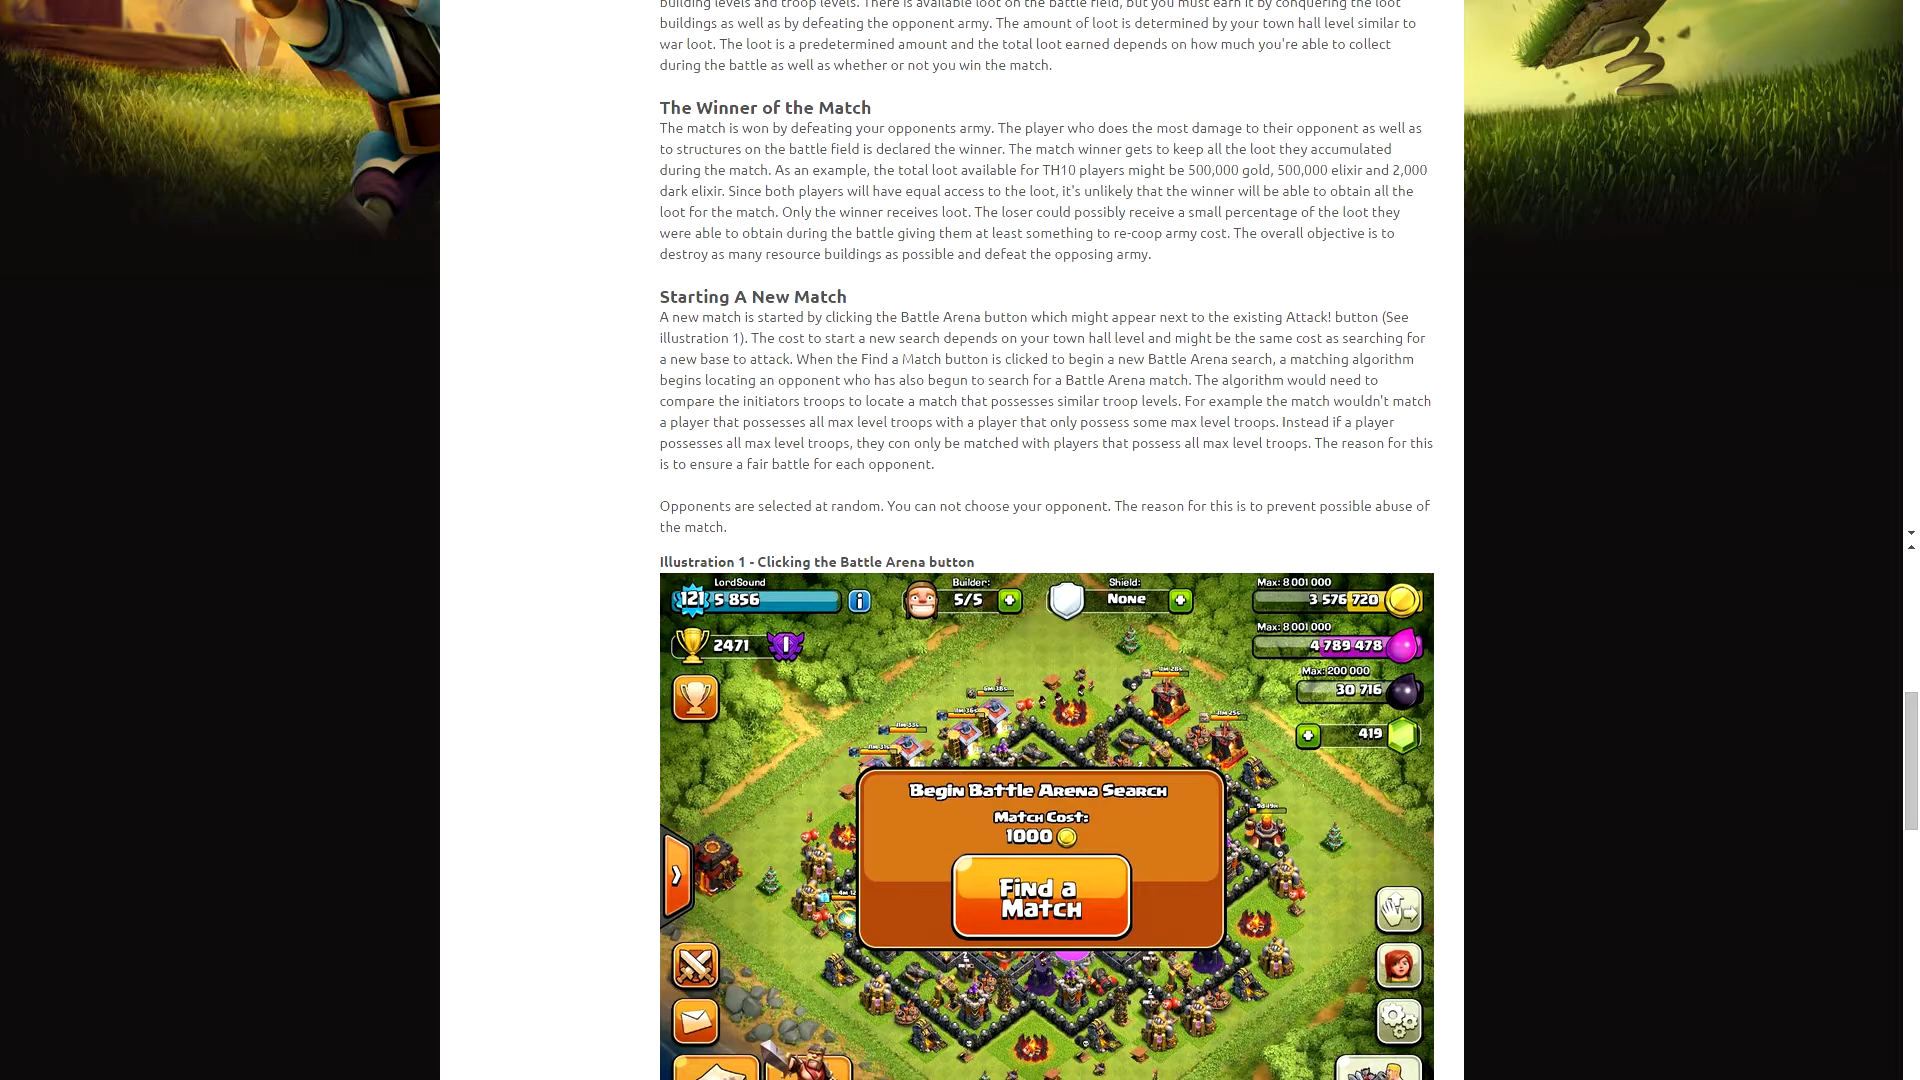 building levels and troop levels. There is available loot on the battle field, but you must earn it by conquering the loot
buildings as well as by defeating the opponent army. The amount of loot is determined by your town hall level similar to
war loot. The loot is a predetermined amount and the total loot earned depends on how much you're able to collect
during the battle as well as whether or not you win the match.
The Winner of the Match
The match is won by defeating your opponents army. The player who does the most damage to their opponent as well as
to structures on the battle field is declared the winner. The match winner gets to keep all the loot they accumulated
during the match. As an example, the total loot available for TH10 players might be 500,000 gold, 500,000 elixir and 2,000
dark elixir. Since both players will have equal access to the loot, it's unlikely that the winner will be able to obtain all the
loot for the match. Only the winner receives loot. The loser could possibly receive a small percentage of the loot they
were able to obtain during the battle giving them at least something to re-coop army cost. The overall objective is to
destroy as many resource buildings as possible and defeat the opposing army.
Starting A New Match
A new match is started by clicking the Battle Arena button which might appear next to the existing Attack! button (See
illustration 1). The cost to start a new search depends on your town hall level and might be the same cost as searching for
a new base to attack. When the Find a Match button is clicked to begin a new Battle Arena search, a matching algorithm
begins locating an opponent who has also begun to search for a Battle Arena match. The algorithm would need to
compare the initiators troops to locate a match that possesses similar troop levels. For example the match wouldn't match
a player that possesses all max level troops with a player that only possess some max level troops. Instead if a player
possesses all max level troops, they con only be matched with players that possess all max level troops. The reason for this
is to ensure a fair battle for each opponent.
Opponents are selected at random. You can not choose your opponent. The reason for this is to prevent possible abuse of
the match.
Illustration 1 - Clicking the Battle Arena button
LordSound
121 5 856
Builder:
5/5
Shield:
None
Max: 8 001 000
3 576 720
2471
Max: 8 001 000
4 789 478
Max: 200 000
30 716
419
6M 38s
11M 28s
11M 36s
11M 25s
11M 33s
11M 31s
Begin Battle Arena Search
Match Cost:
1000
9d 19h
Find a
Match
4M 12